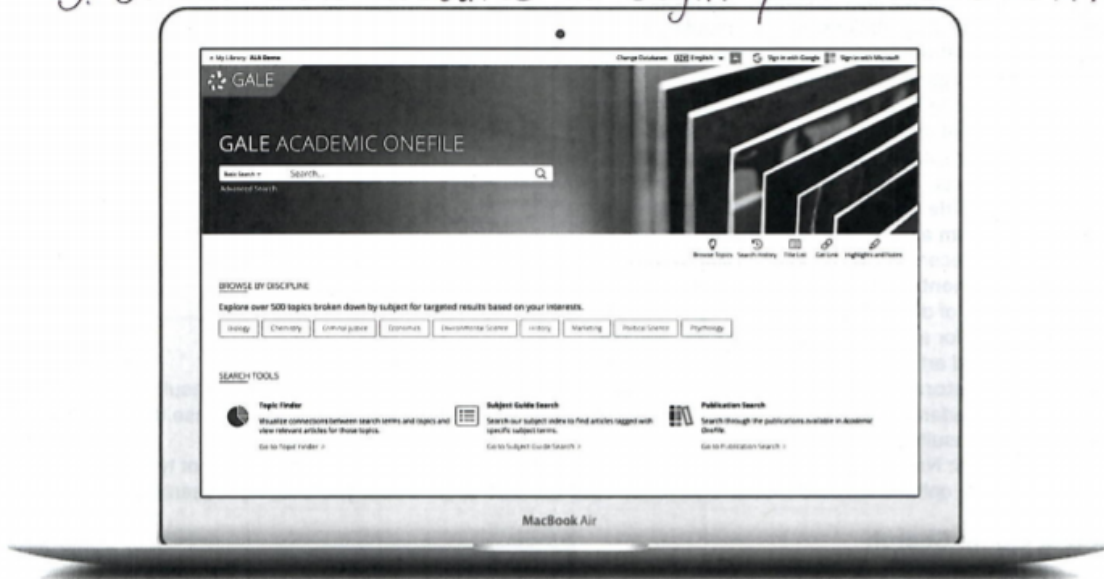 < My Library: ALA Demo
Change Databases English Sign in with Google Sign in with Microsoft
GALE
GALE ACADEMIC ONEFILE
Basic Search Search...
Advanced Search
Browse Topics Search History Title List Get Link Highlights and Notes
BROWSE BY DISCIPLINE
Explore over 500 topics broken down by subject for targeted results based on your interests.
Biology Chemistry Criminal Justice Economics Environmental Science History Marketing Political Science Psychology
SEARCH TOOLS
Topic Finder Subject Guide Search Publication Search
Visualize connections between search terms and topics and Search our subject index to find articles tagged with Search through the publications available in Academic
view relevant articles for those topics. specific subject terms. OneFile.
Go to Topic Finder > Go to Subject Guide Search > Go to Publication Search >
MacBook Air